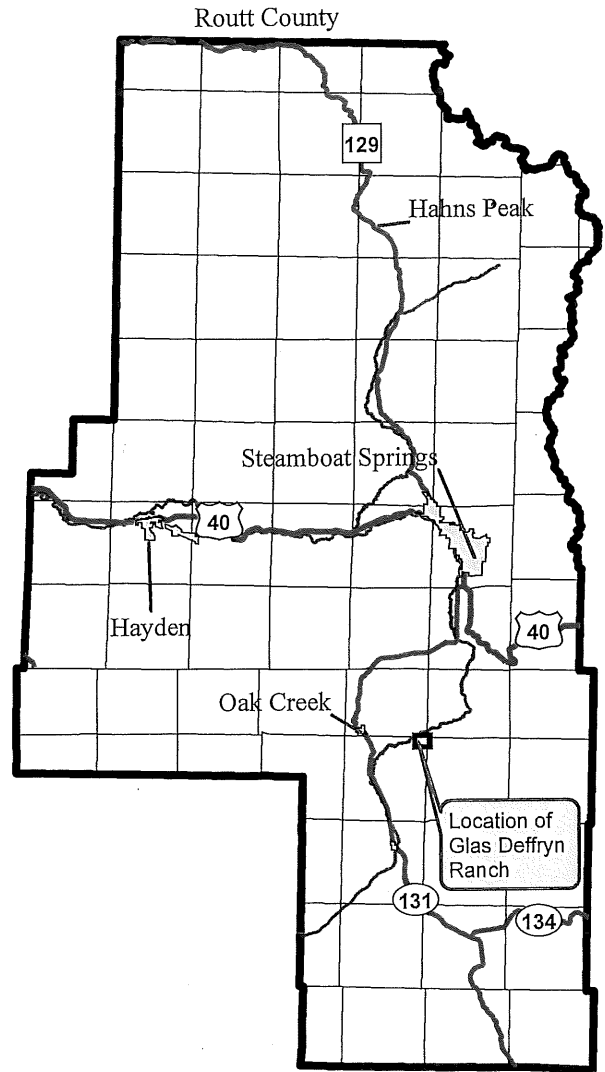 Routt County
129
Hahns Peak
Steamboat Springs
40
Hayden
40
Oak Creek
Location of
Glas Deffryn
Ranch
131
134